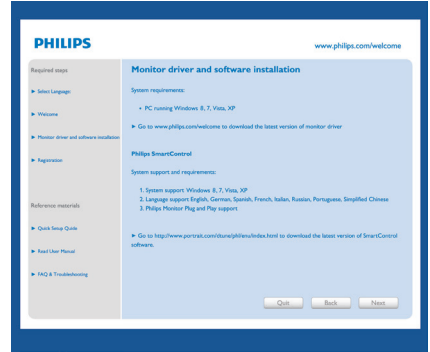 PHILIPS
www.philips.com/welcome
Required steps
► Select Language:
► Welcome
► Monitor driver and software installation
► Registration
Reference materials
► Quick Setup Quide
► Read User Manual
► FAQ & Troubleshooting
Monitor driver and software installation
System requirements:
• PC running Windows 8, 7, Vista, XP
► Go to www.philips.com/welcome to download the latest version of monitor driver
Philips SmartControl
System support and requirements:
1. System support Windows 8, 7, Vista, XP
2. Language support English, German, Spanish, French, Italian, Russian, Portuguese, Simplified Chinese
3. Philips Monitor Plug and Play support
► Go to http://www.portrait.com/dtune/phl/enu/index.html to download the latest version of SmartControl
software.
Quit
Back
Next